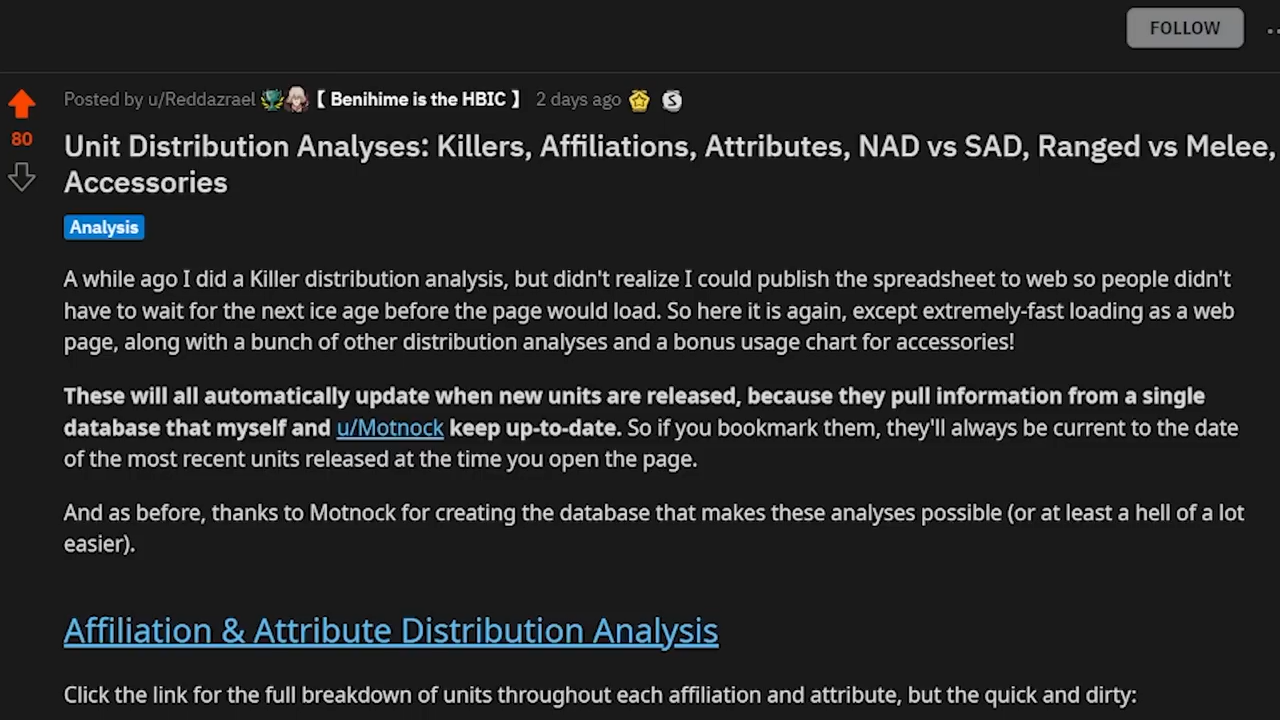 FOLLOW
Posted by u/Reddazrael 【 Benihime is the HBIC 】 2 days ago
80
Unit Distribution Analyses: Killers, Affiliations, Attributes, NAD vs SAD, Ranged vs Melee,
Accessories
Analysis
A while ago I did a Killer distribution analysis, but didn't realize I could publish the spreadsheet to web so people didn't
have to wait for the next ice age before the page would load. So here it is again, except extremely-fast loading as a web
page, along with a bunch of other distribution analyses and a bonus usage chart for accessories!
These will all automatically update when new units are released, because they pull information from a single
database that myself and u/Motnock keep up-to-date. So if you bookmark them, they'll always be current to the date
of the most recent units released at the time you open the page.
And as before, thanks to Motnock for creating the database that makes these analyses possible (or at least a hell of a lot
easier).
Affiliation & Attribute Distribution Analysis
Click the link for the full breakdown of units throughout each affiliation and attribute, but the quick and dirty: